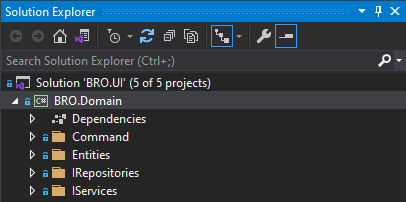 Solution Explorer
Search Solution Explorer (Ctrl+;)
Solution 'BRO.UI' (5 of 5 projects)
C# BRO.Domain
Dependencies
Command
Entities
IRepositories
IServices